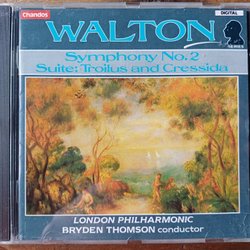 Chandos
DIGITAL
WALTON
SERIES
Symphony No. 2
Suite: Troilus and Cressida
LONDON PHILHARMONIC
BRYDEN THOMSON conductor